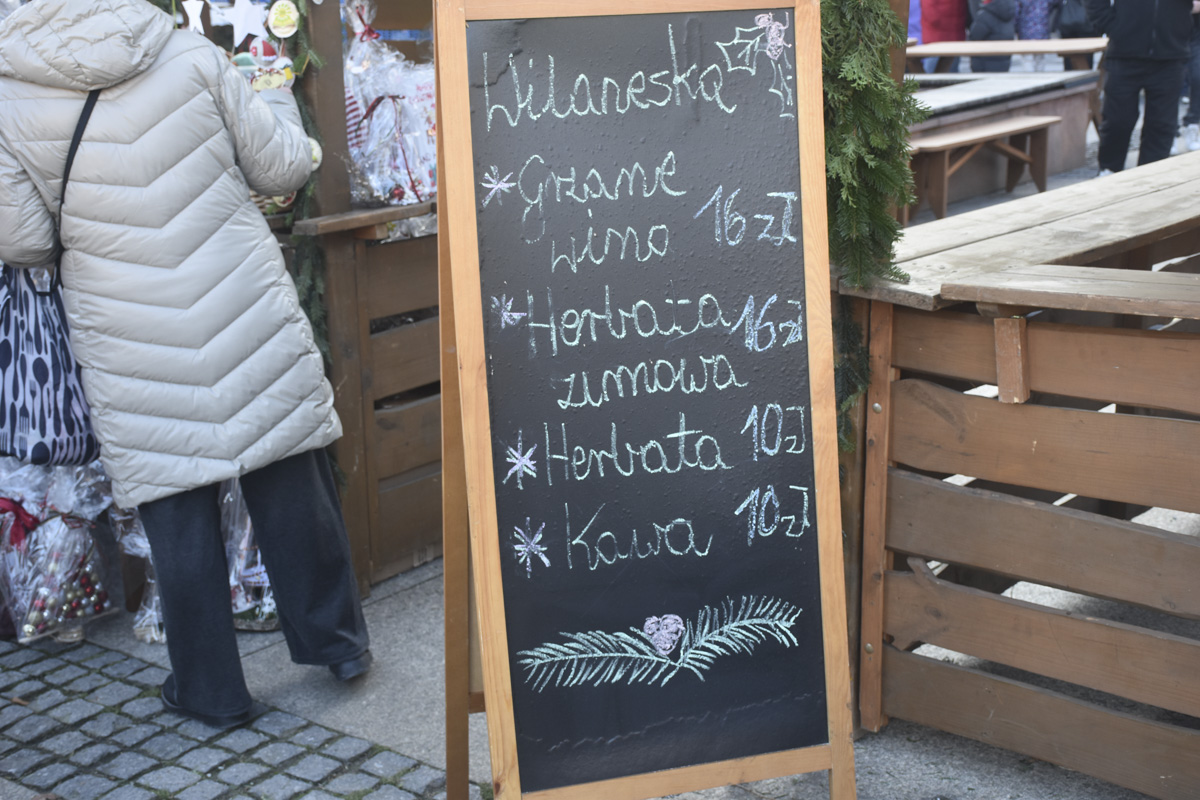 Wilaneska
Grzane 16 zł
wino
Herbata 16 zł
zimowa
Herbata 10 zł
Kawa 10 zł